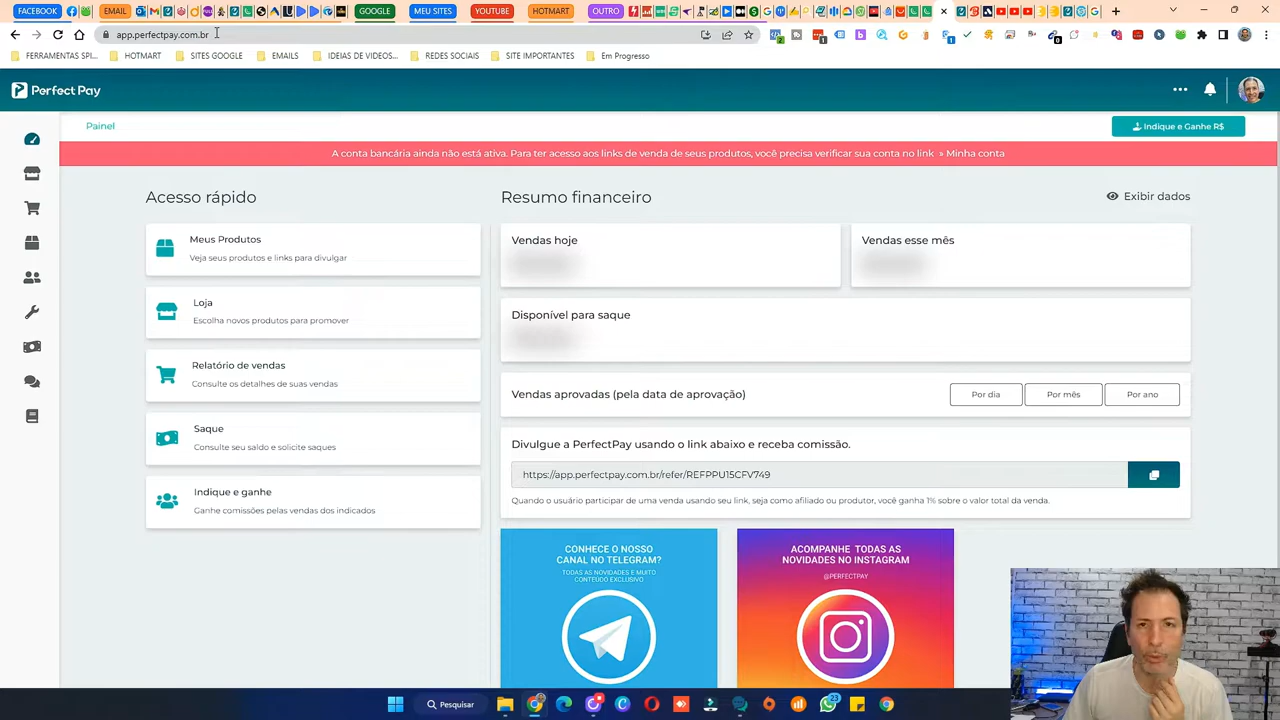 FACEBOOK
EMAIL
GOOGLE
MEU SITES
YOUTUBE
HOTMART
OUTRO
app.perfectpay.com.br
FERRAMENTAS SPI...
HOTMART
SITES GOOGLE
EMAILS
IDEIAS DE VIDEOS...
REDES SOCIAIS
SITE IMPORTANTES
Em Progresso
Perfect Pay
Painel
Indique e Ganhe R$
A conta bancária ainda não está ativa. Para ter acesso aos links de venda de seus produtos, você precisa verificar sua conta no link » Minha conta
Acesso rápido
Meus Produtos
Veja seus produtos e links para divulgar
Loja
Escolha novos produtos para promover
Relatório de vendas
Consulte os detalhes de suas vendas
Saque
Consulte seu saldo e solicite saques
Indique e ganhe
Ganhe comissões pelas vendas dos indicados
Resumo financeiro
Exibir dados
Vendas hoje
Vendas esse mês
Disponível para saque
Vendas aprovadas (pela data de aprovação)
Por dia
Por mês
Por ano
Divulgue a PerfectPay usando o link abaixo e receba comissão.
https://app.perfectpay.com.br/refer/REFPPU15CFV749
Quando o usuário participar de uma venda usando seu link, seja como afiliado ou produtor, você ganha 1% sobre o valor total da venda.
CONHECE O NOSSO
CANAL NO TELEGRAM?
TODAS AS NOVIDADES E MUITO
CONTEÚDO EXCLUSIVO
ACOMPANHE TODAS AS
NOVIDADES NO INSTAGRAM
@PERFECTPAY
Pesquisar
23